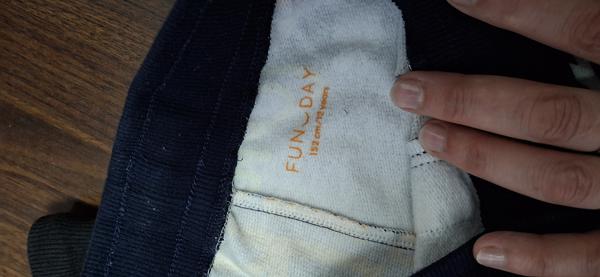 FUN DAY
152 cm/12 years